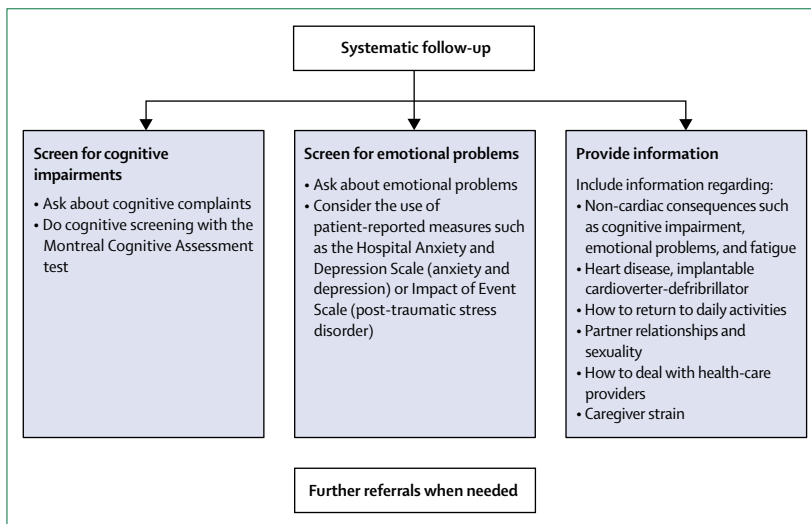 Systematic follow-up
Screen for cognitive
impairments
• Ask about cognitive complaints
• Do cognitive screening with the
Montreal Cognitive Assessment
test
Screen for emotional problems
• Ask about emotional problems
• Consider the use of
patient-reported measures such
as the Hospital Anxiety and
Depression Scale (anxiety and
depression) or Impact of Event
Scale (post-traumatic stress
disorder)
Provide information
Include information regarding:
• Non-cardiac consequences such
as cognitive impairment,
emotional problems, and fatigue
• Heart disease, implantable
cardioverter-defribrillator
• How to return to daily activities
• Partner relationships and
sexuality
• How to deal with health-care
providers
• Caregiver strain
Further referrals when needed